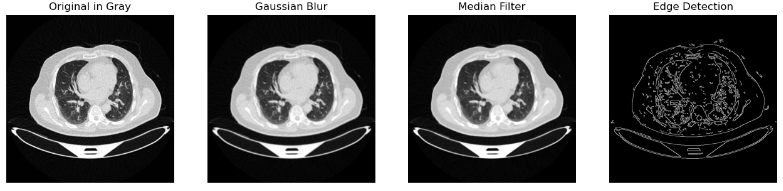 Original in Gray
Gaussian Blur
Median Filter
Edge Detection